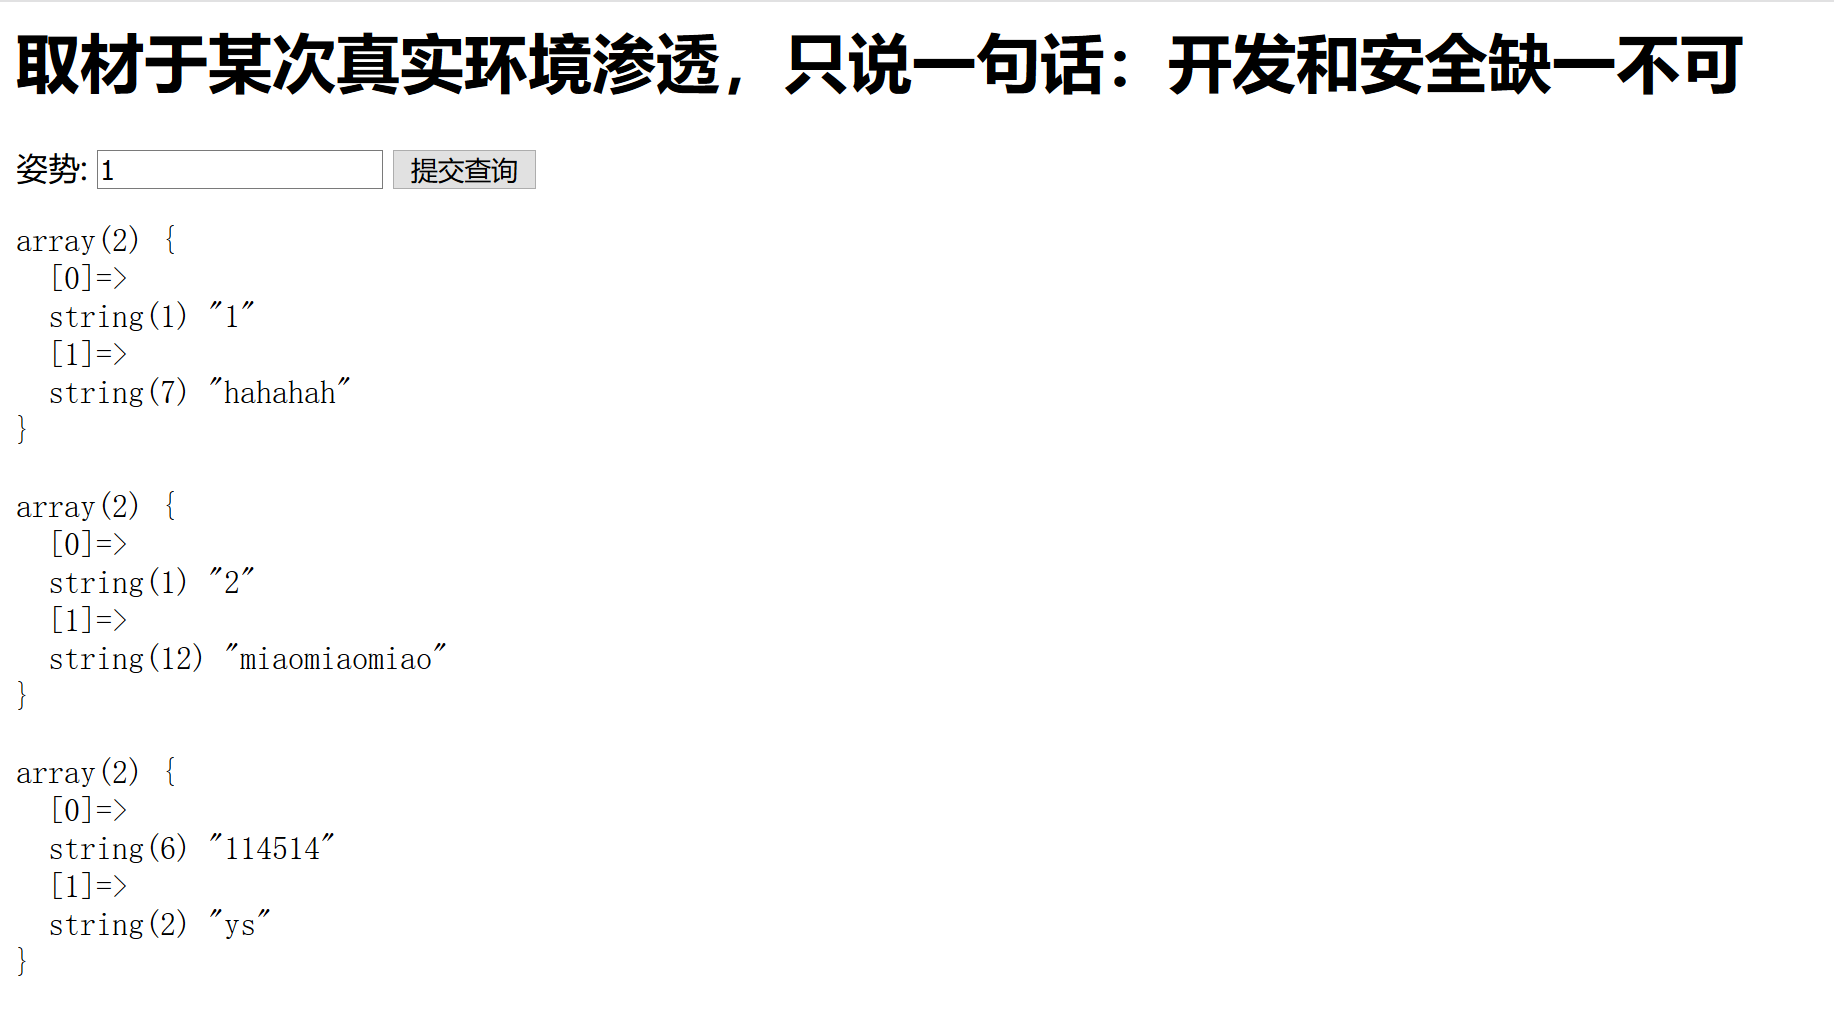 取材于某次真实环境渗透，只说一句话：开发和安全缺一不可
姿势: 1 提交查询
array(2) {
  [0]=>
  string(1) "1"
  [1]=>
  string(7) "hahahah"
}
array(2) {
  [0]=>
  string(1) "2"
  [1]=>
  string(12) "miaomiaomiao"
}
array(2) {
  [0]=>
  string(6) "114514"
  [1]=>
  string(2) "ys"
}